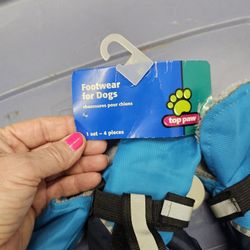 Footwear
for Dogs
chaussures pour chiens
top paw
1 set – 4 pieces